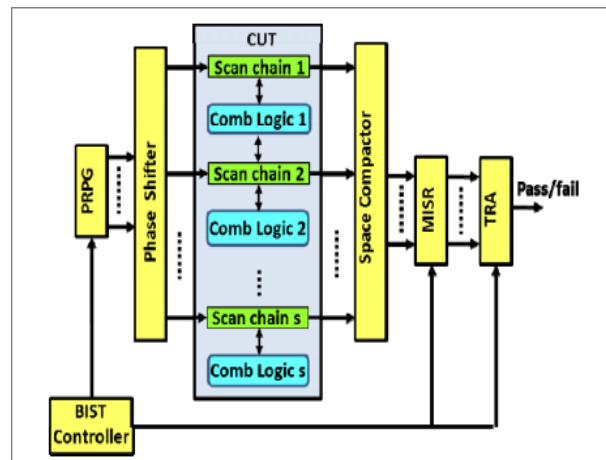 CUT
Scan chain 1
Comb Logic 1
Scan chain 2
Comb Logic 2
Scan chain s
Comb Logic s
PRPG
Phase Shifter
Space Compactor
MISR
TRA
Pass/fail
BIST
Controller